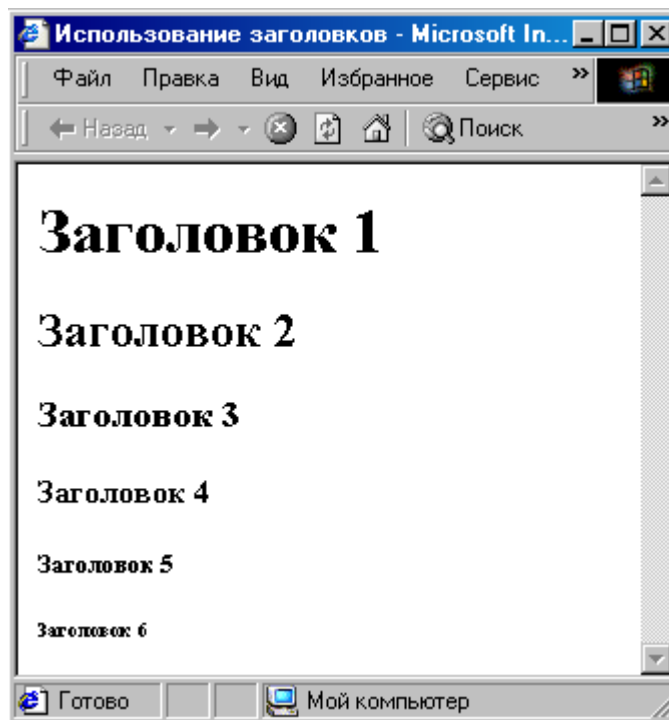 Использование заголовков - Microsoft In...
Файл Правка Вид Избранное Сервис »
Назад Поиск »
Заголовок 1
Заголовок 2
Заголовок 3
Заголовок 4
Заголовок 5
Заголовок 6
Готово Мой компьютер